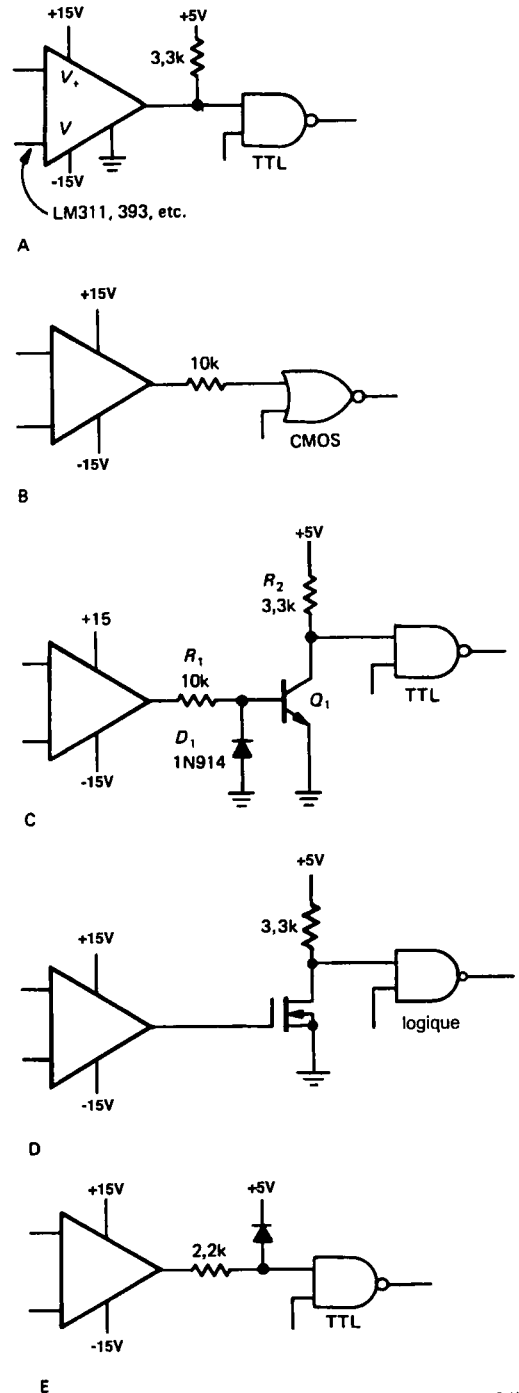 +15V
+5V
3,3k
V+
V
-15V
TTL
LM311, 393, etc.
A
+15V
10k
CMOS
-15V
B
+5V
R2
3,3k
+15
R1
10k
Q1
TTL
D1
1N914
-15V
C
+5V
3,3k
+15V
logique
-15V
D
+15V
+5V
2,2k
TTL
-15V
E